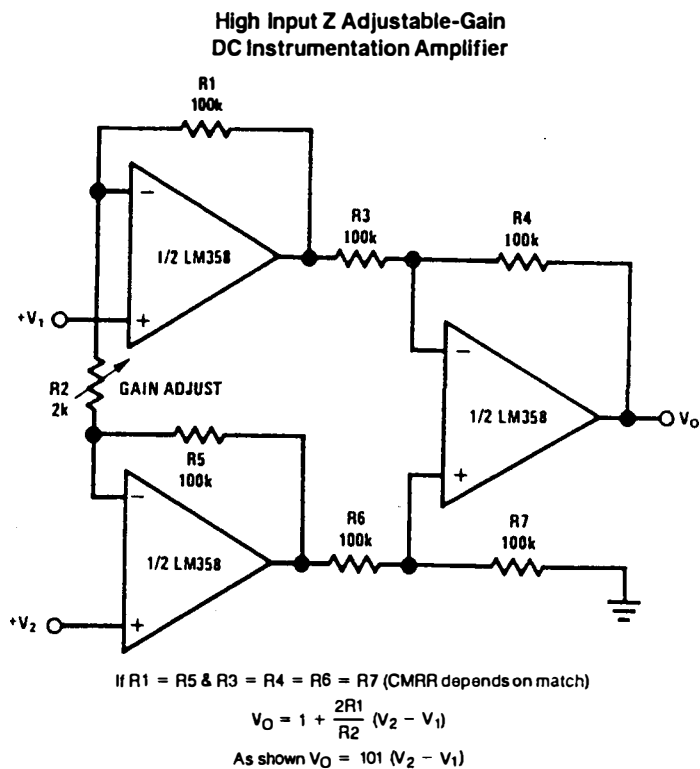 High Input Z Adjustable-Gain
DC Instrumentation Amplifier
R1
100k
−
1/2 LM358
+
+V1
R3
100k
R4
100k
R2
2k
GAIN ADJUST
−
1/2 LM358
+
VO
R5
100k
−
1/2 LM358
+
+V2
R6
100k
R7
100k
If R1 = R5 & R3 = R4 = R6 = R7 (CMRR depends on match)
VO = 1 + 2R1/R2 (V2 − V1)
As shown VO = 101 (V2 − V1)